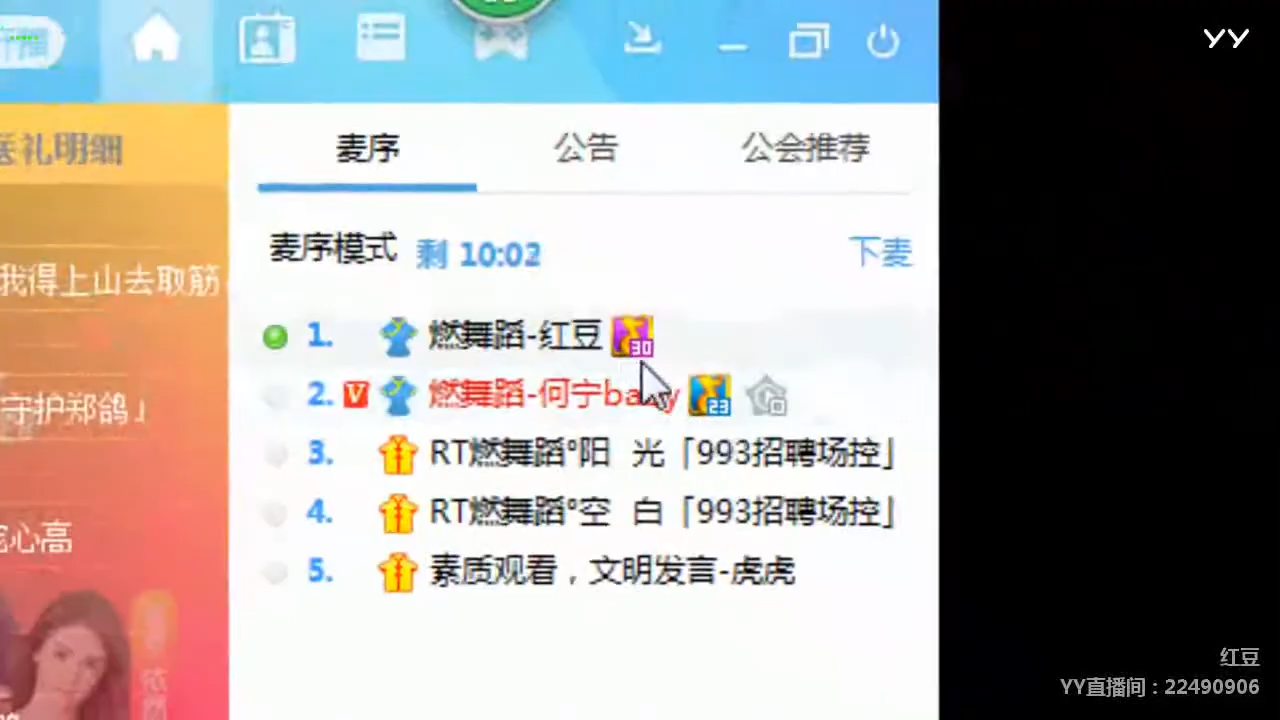 YY
礼明细
麦序
公告
公会推荐
麦序模式
剩 10:02
下麦
我得上山去取筋
1. 燃舞蹈-红豆 30
2. V 燃舞蹈-何宁baby 23
守护郑鸽」
3. RT燃舞蹈°阳 光「993招聘场控」
4. RT燃舞蹈°空 白「993招聘场控」
心高
5. 素质观看，文明发言-虎虎
红豆
YY直播间：22490906